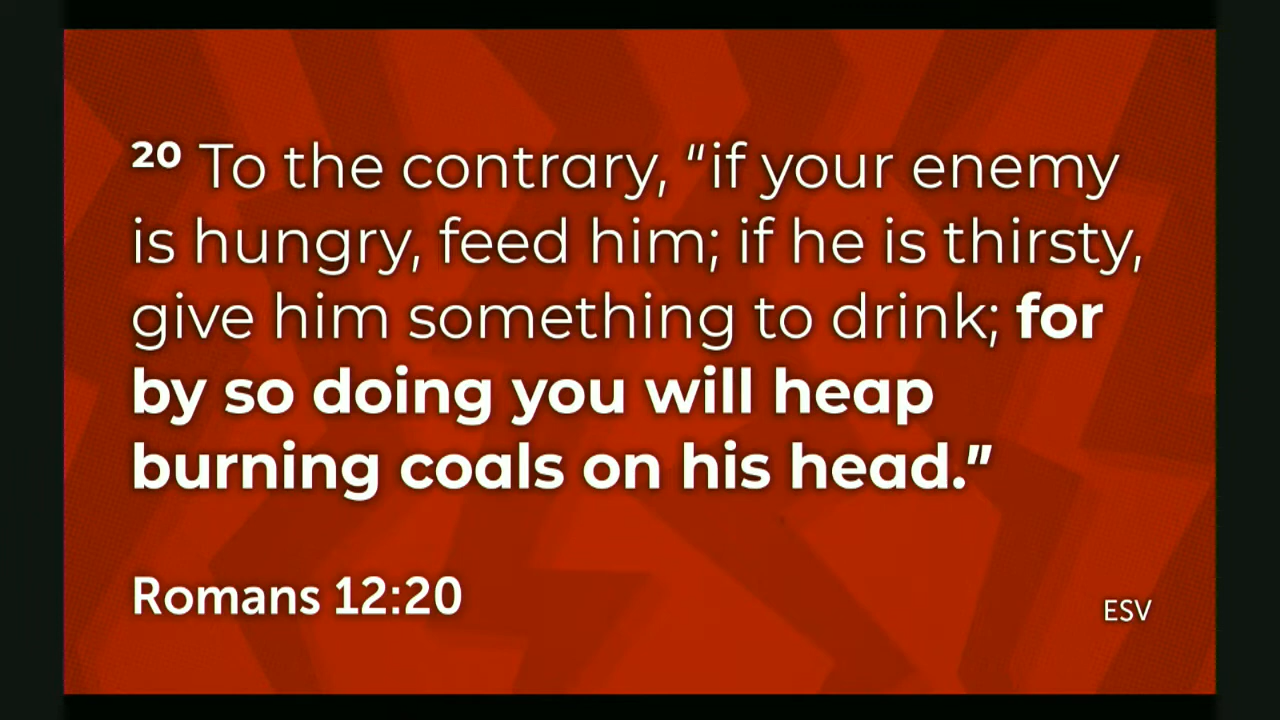 20 To the contrary, “if your enemy
is hungry, feed him; if he is thirsty,
give him something to drink; for
by so doing you will heap
burning coals on his head.”
Romans 12:20
ESV